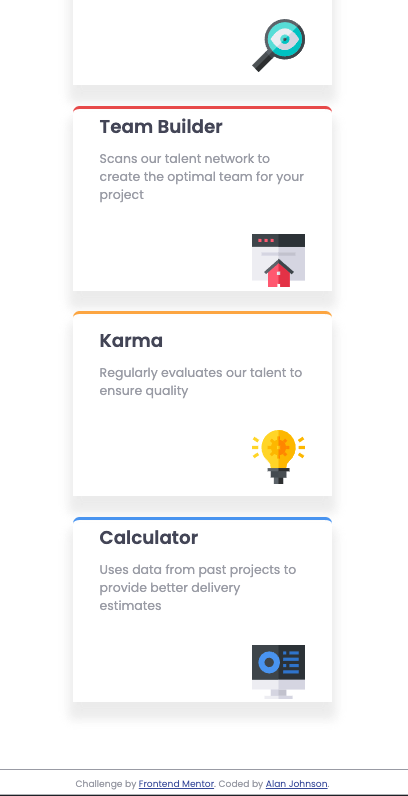 Team Builder
Scans our talent network to
create the optimal team for your
project
Karma
Regularly evaluates our talent to
ensure quality
Calculator
Uses data from past projects to
provide better delivery
estimates
Challenge by Frontend Mentor. Coded by Alan Johnson.